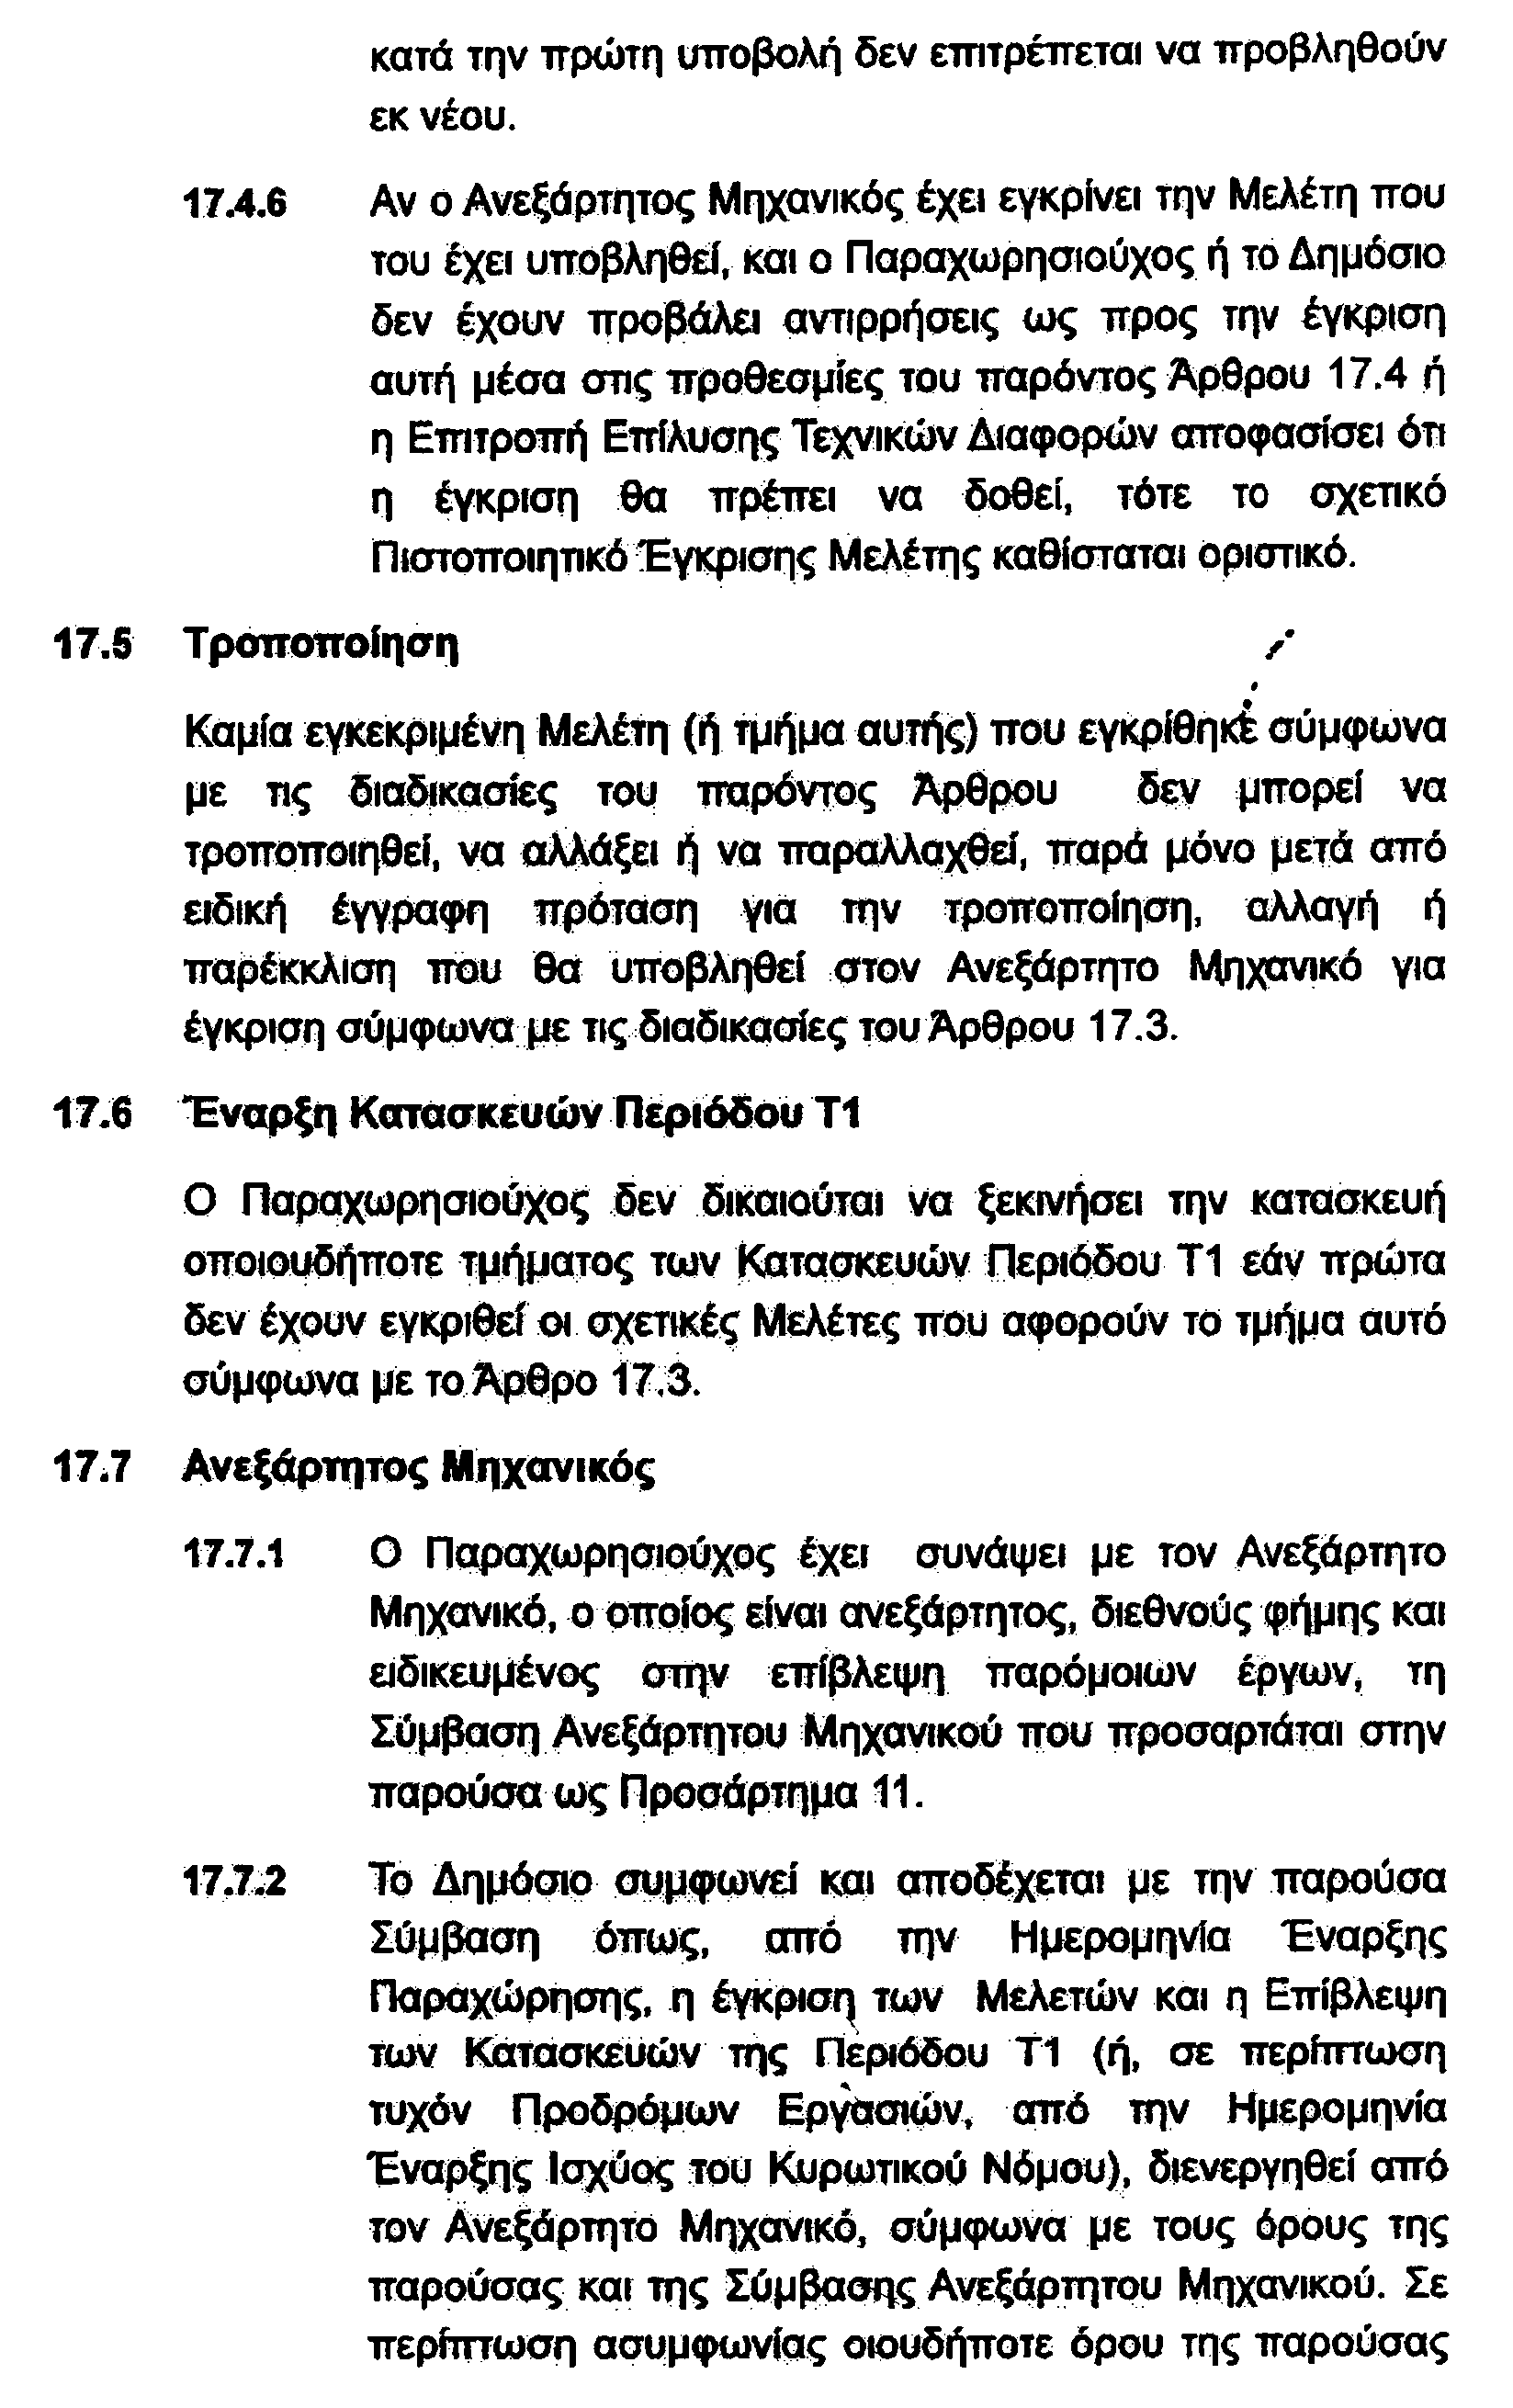 κατά την πρώτη υποβολή δεν επιτρέπεται να προβληθούν
εκ νέου.
17.4.6 Αν ο Ανεξάρτητος Μηχανικός έχει εγκρίνει την Μελέτη που
του έχει υποβληθεί, και ο Παραχωρησιούχος ή το Δημόσιο
δεν έχουν προβάλει αντιρρήσεις ως προς την έγκριση
αυτή μέσα στις προθεσμίες του παρόντος Άρθρου 17.4 ή
η Επιτροπή Επίλυσης Τεχνικών Διαφορών αποφασίσει ότι
η έγκριση θα πρέπει να δοθεί, τότε το σχετικό
Πιστοποιητικό Έγκρισης Μελέτης καθίσταται οριστικό.
17.5 Τροποποίηση
Καμία εγκεκριμένη Μελέτη (ή τμήμα αυτής) που εγκρίθηκε σύμφωνα
με τις διαδικασίες του παρόντος Άρθρου δεν μπορεί να
τροποποιηθεί, να αλλάξει ή να παραλλαχθεί, παρά μόνο μετά από
ειδική έγγραφη πρόταση για την τροποποίηση, αλλαγή ή
παρέκκλιση που θα υποβληθεί στον Ανεξάρτητο Μηχανικό για
έγκριση σύμφωνα με τις διαδικασίες του Άρθρου 17.3.
17.6 Έναρξη Κατασκευών Περιόδου Τ1
Ο Παραχωρησιούχος δεν δικαιούται να ξεκινήσει την κατασκευή
οποιουδήποτε τμήματος των Κατασκευών Περιόδου Τ1 εάν πρώτα
δεν έχουν εγκριθεί οι σχετικές Μελέτες που αφορούν το τμήμα αυτό
σύμφωνα με το Άρθρο 17.3.
17.7 Ανεξάρτητος Μηχανικός
17.7.1 Ο Παραχωρησιούχος έχει συνάψει με τον Ανεξάρτητο
Μηχανικό, ο οποίος είναι ανεξάρτητος, διεθνούς φήμης και
ειδικευμένος στην επίβλεψη παρόμοιων έργων, τη
Σύμβαση Ανεξάρτητου Μηχανικού που προσαρτάται στην
παρούσα ως Προσάρτημα 11.
17.7.2 Το Δημόσιο συμφωνεί και αποδέχεται με την παρούσα
Σύμβαση όπως, από την Ημερομηνία Έναρξης
Παραχώρησης, η έγκριση των Μελετών και η Επίβλεψη
των Κατασκευών της Περιόδου Τ1 (ή, σε περίπτωση
τυχόν Προδρόμων Εργασιών, από την Ημερομηνία
Έναρξης Ισχύος του Κυρωτικού Νόμου), διενεργηθεί από
τον Ανεξάρτητο Μηχανικό, σύμφωνα με τους όρους της
παρούσας και της Σύμβασης Ανεξάρτητου Μηχανικού. Σε
περίπτωση ασυμφωνίας οιουδήποτε όρου της παρούσας